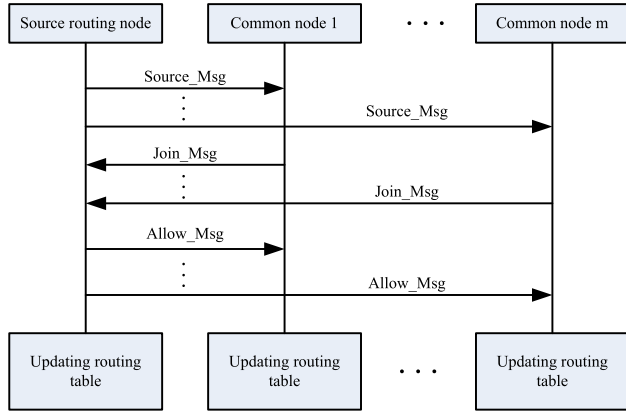 Source routing node
Common node 1
. . .
Common node m
Source_Msg
Source_Msg
Join_Msg
Join_Msg
Allow_Msg
Allow_Msg
Updating routing
table
Updating routing
table
. . .
Updating routing
table